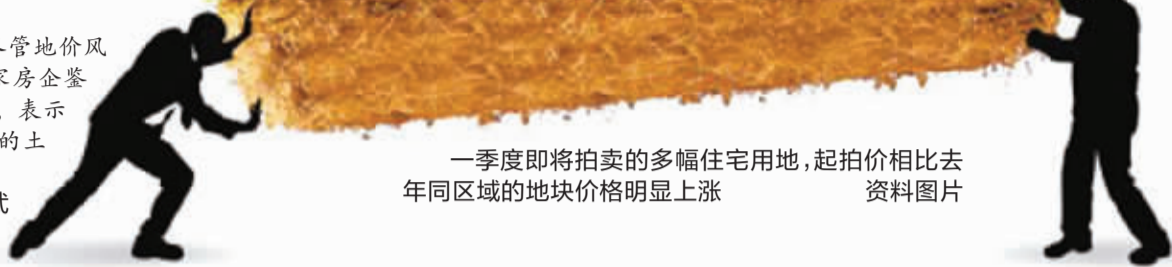 管地价风
家房企鉴
表示
的土
一季度即将拍卖的多幅住宅用地，起拍价相比去
年同区域的地块价格明显上涨 资料图片